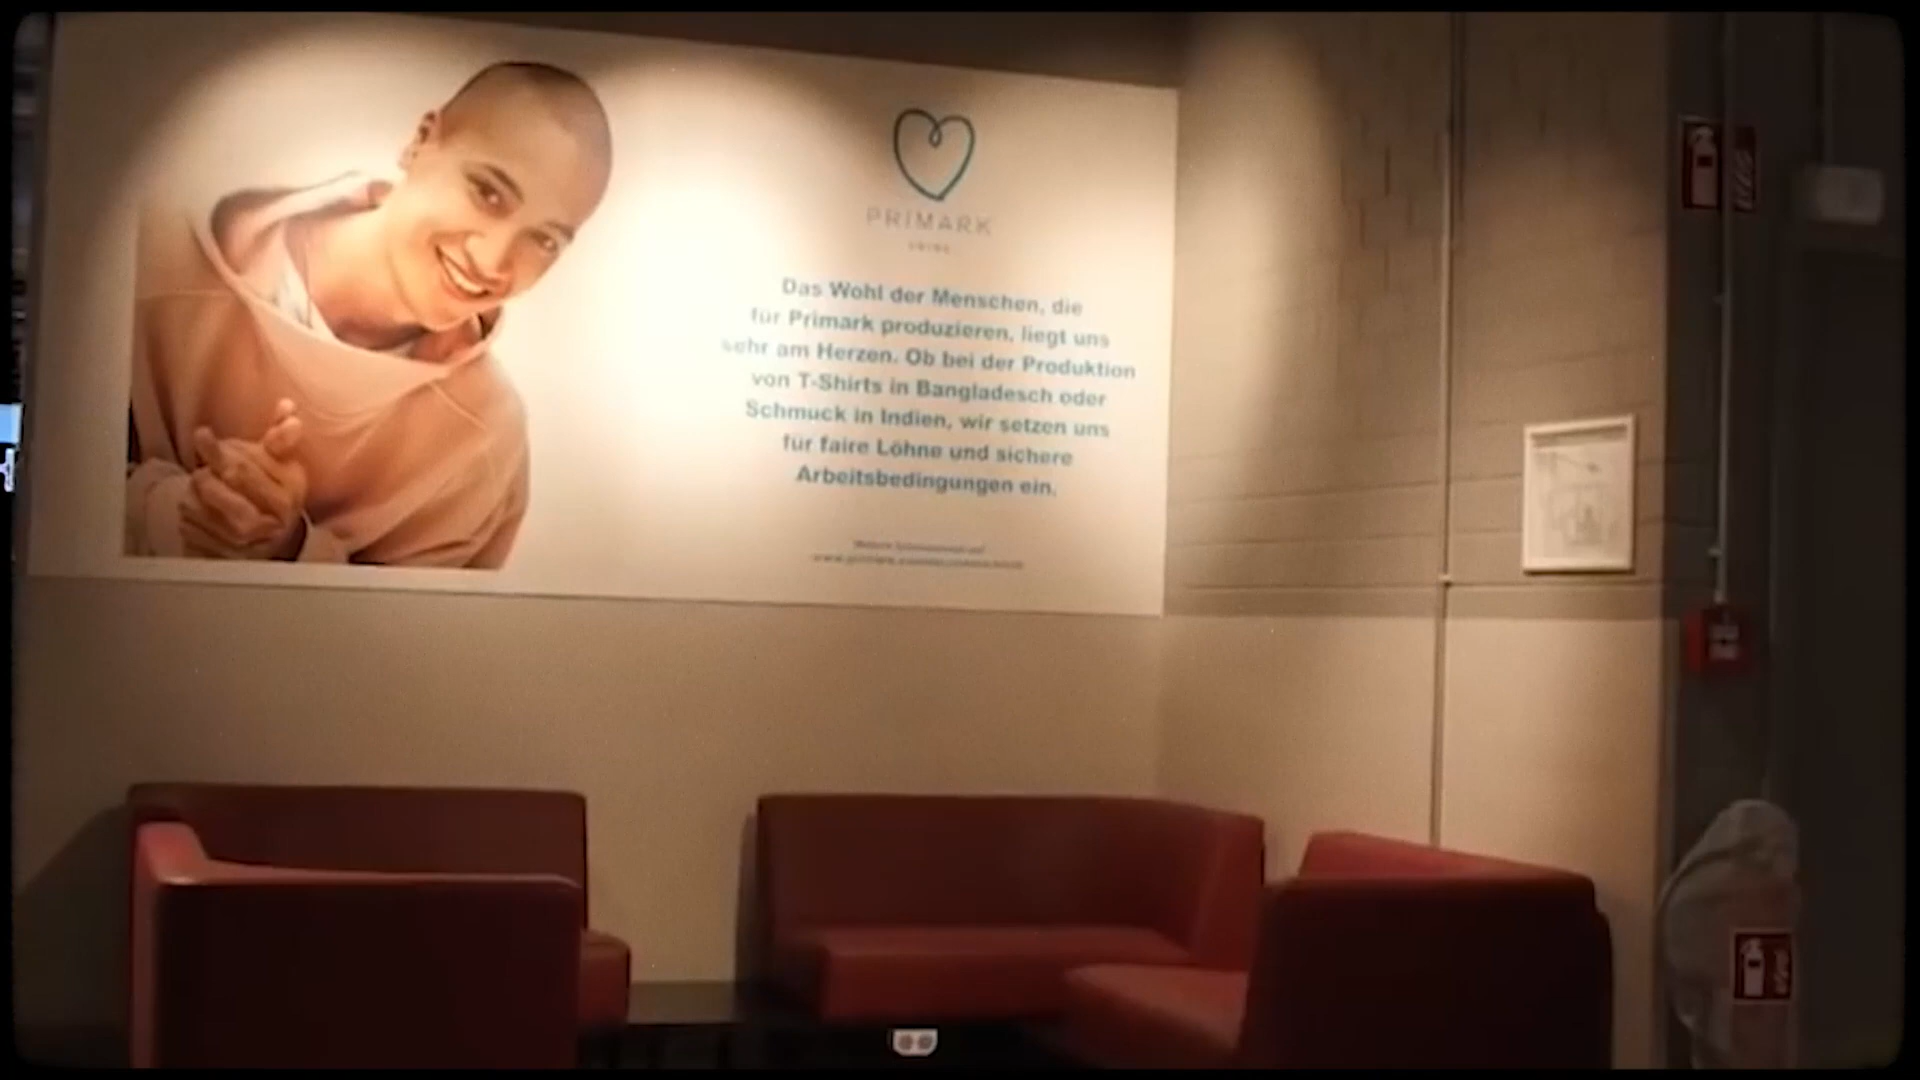 PRIMARK
cares
Das Wohl der Menschen, die
für Primark produzieren, liegt uns
sehr am Herzen. Ob bei der Produktion
von T-Shirts in Bangladesch oder
Schmuck in Indien, wir setzen uns
für faire Löhne und sichere
Arbeitsbedingungen ein.